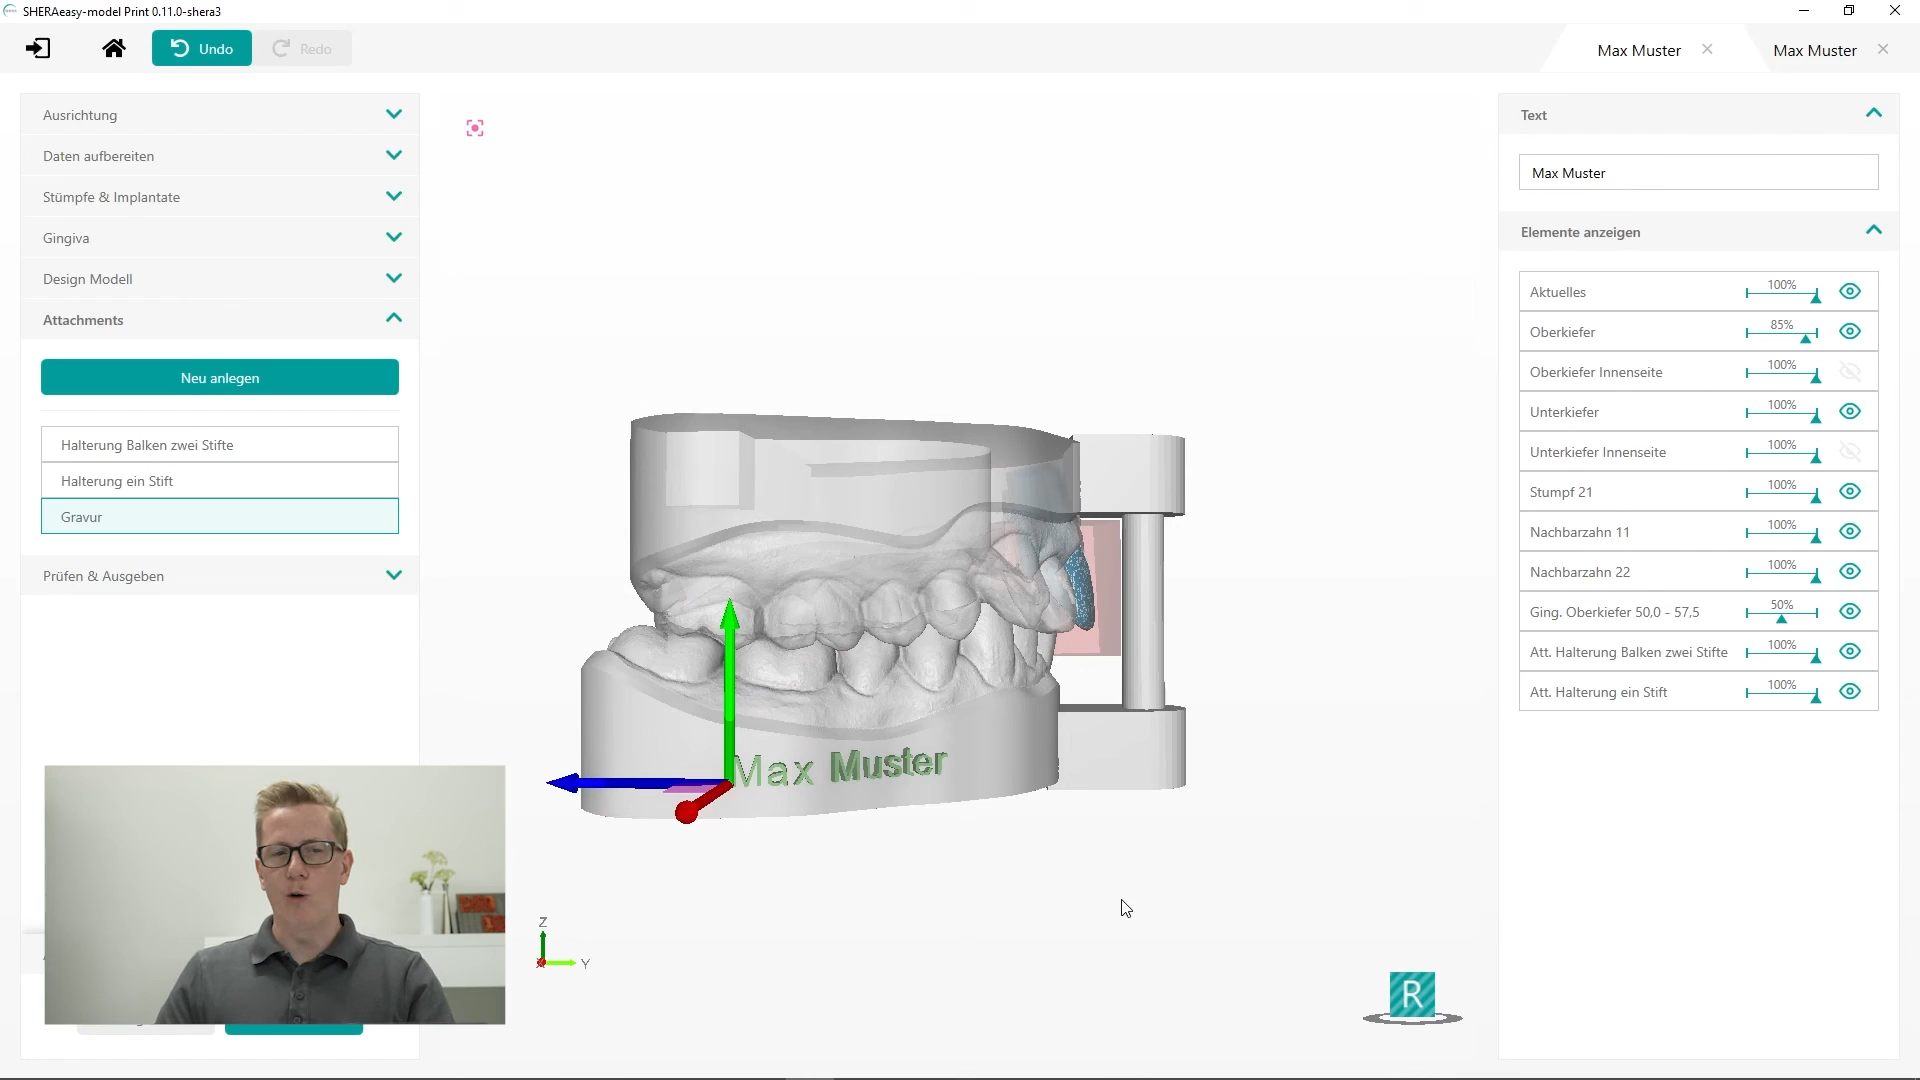 SHERAeasy-model Print 0.11.0-shera3
Undo
Redo
Max Muster
Max Muster
Ausrichtung
Daten aufbereiten
Stümpfe & Implantate
Gingiva
Design Modell
Attachments
Neu anlegen
Halterung Balken zwei Stifte
Halterung ein Stift
Gravur
Prüfen & Ausgeben
Max Muster
Z
Y
X
R
Text
Max Muster
Elemente anzeigen
Aktuelles 100%
Oberkiefer 85%
Oberkiefer Innenseite 100%
Unterkiefer 100%
Unterkiefer Innenseite 100%
Stumpf 21 100%
Nachbarzahn 11 100%
Nachbarzahn 22 100%
Ging. Oberkiefer 50,0 - 57,5 50%
Att. Halterung Balken zwei Stifte 100%
Att. Halterung ein Stift 100%